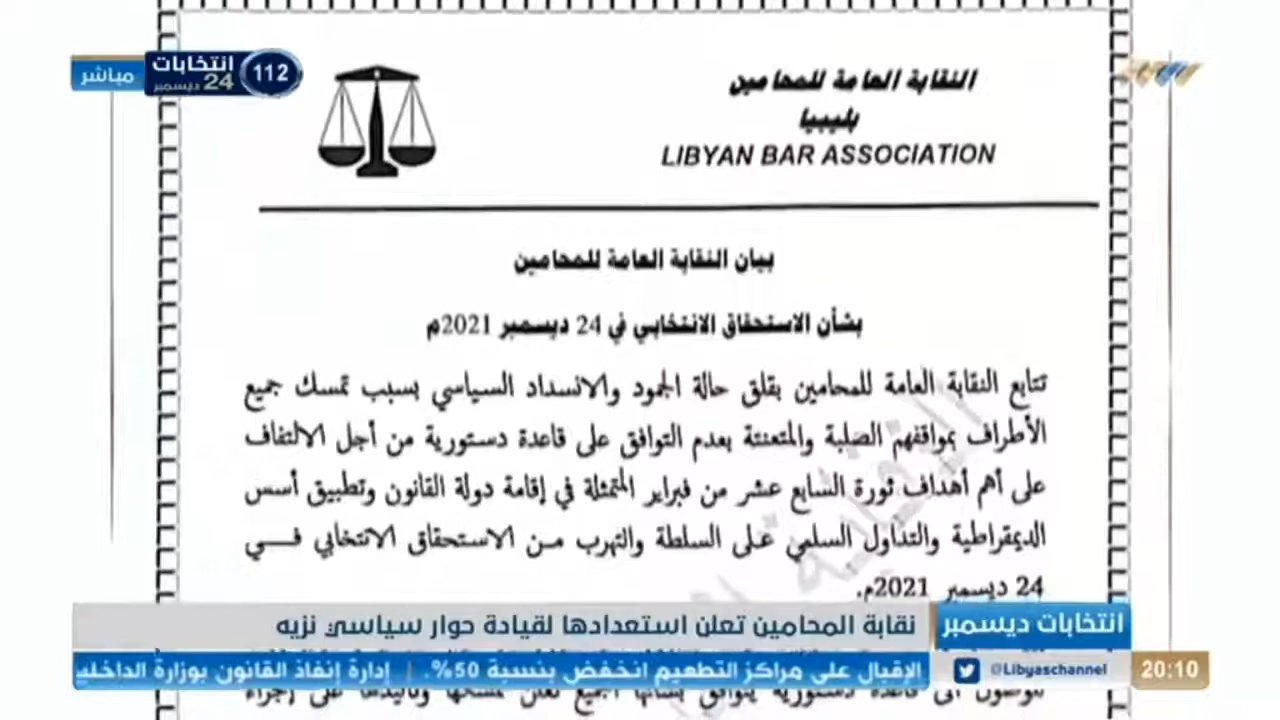 مباشر
انتخابات
24 ديسمبر
112
النقابة العامة للمحامين
بليبيا
LIBYAN BAR ASSOCIATION
بيان النقابة العامة للمحامين
بشأن الاستحقاق الانتخابي في 24 ديسمبر 2021م
تتابع النقابة العامة للمحامين بقلق حالة الجمود والانسداد السياسي بسبب تمسك جميع
الأطراف بمواقفهم الصلبة والمتعنتة بعدم التوافق على قاعدة دستورية من أجل الالتفاف
على أهم أهداف ثورة السابع عشر من فبراير المتمثلة في إقامة دولة القانون وتطبيق أسس
الديمقراطية والتداول السلمي على السلطة والتهرب من الاستحقاق الانتخابي في
24 ديسمبر 2021م.
انتخابات ديسمبر
نقابة المحامين تعلن استعدادها لقيادة حوار سياسي نزيه
20:10
@Libyaschannel
الإقبال على مراكز التطعيم انخفض بنسبة 50%. | إدارة إنفاذ القانون بوزارة